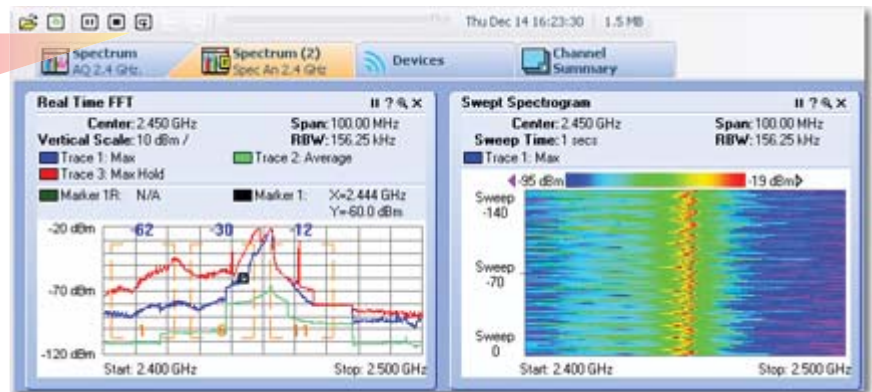 Thu Dec 14 16:23:30 1.5 MB
Spectrum
AQ 2.4 GHz.
Spectrum (2)
Spec An 2.4 GHz
Devices
Channel
Summary
Real Time FFT
Center: 2.450 GHz Span: 100.00 MHz
Vertical Scale: 10 dBm / RBW: 156.25 kHz
Trace 1: Max Trace 2: Average
Trace 3: Max Hold
Marker 1R: N/A Marker 1: X=2.444 GHz
Y=-60.0 dBm
-20 dBm -62 -30 -12
-70 dBm
1 6 11
-120 dBm
Start: 2.400 GHz Stop: 2.500 GHz
Swept Spectrogram
Center: 2.450 GHz Span: 100.00 MHz
Sweep Time: 1 secs RBW: 156.25 kHz
Trace 1: Max
-95 dBm -19 dBm
Sweep
-140
Sweep
-70
Sweep
0
Start: 2.400 GHz Stop: 2.500 GHz